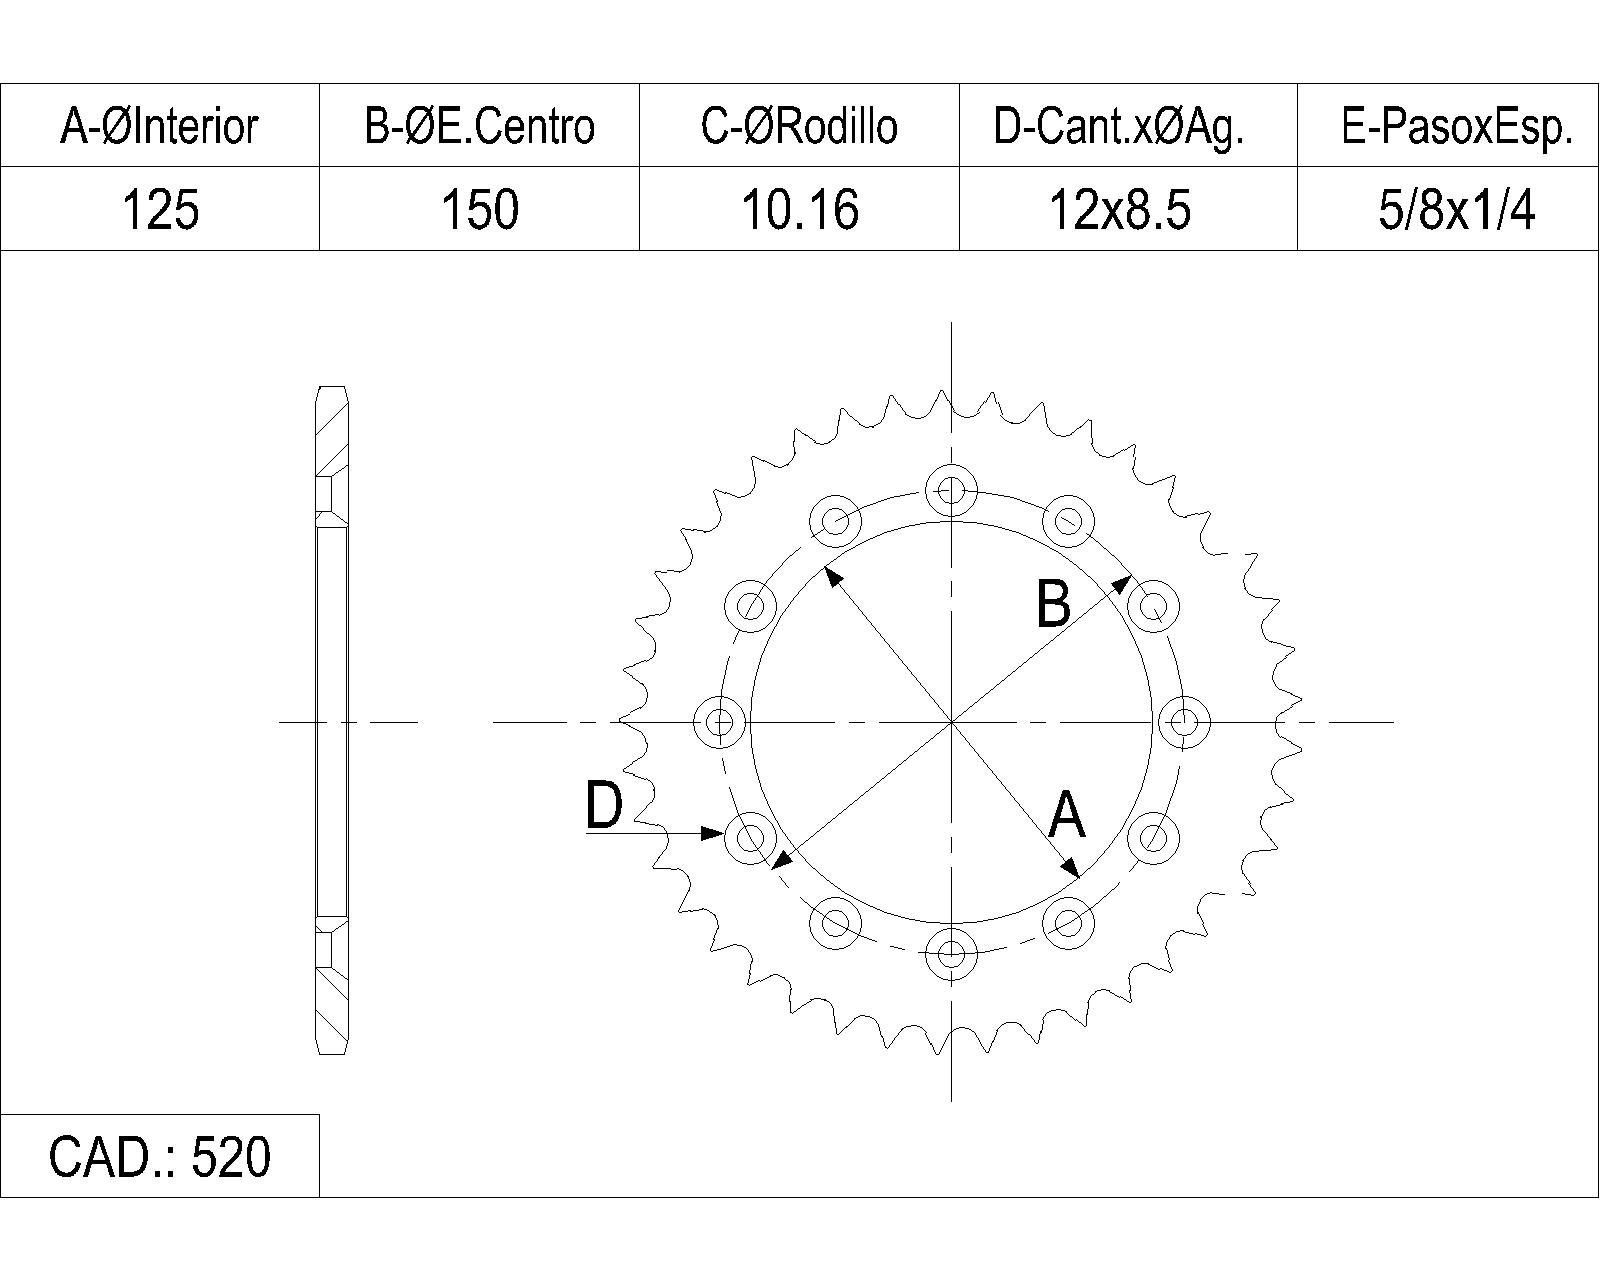 A-ØInterior B-ØE.Centro C-ØRodillo D-Cant.xØAg. E-PasoxEsp.
125 150 10.16 12x8.5 5/8x1/4
B
D
A
CAD.: 520